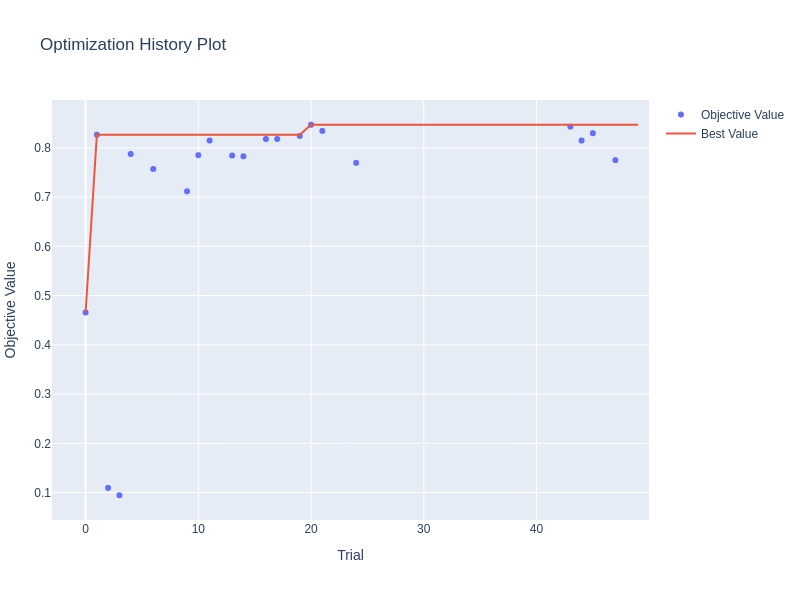 Optimization History Plot
Objective Value
Best Value
0.8
0.7
0.6
0.5
0.4
0.3
0.2
0.1
Objective Value
0 10 20 30 40
Trial